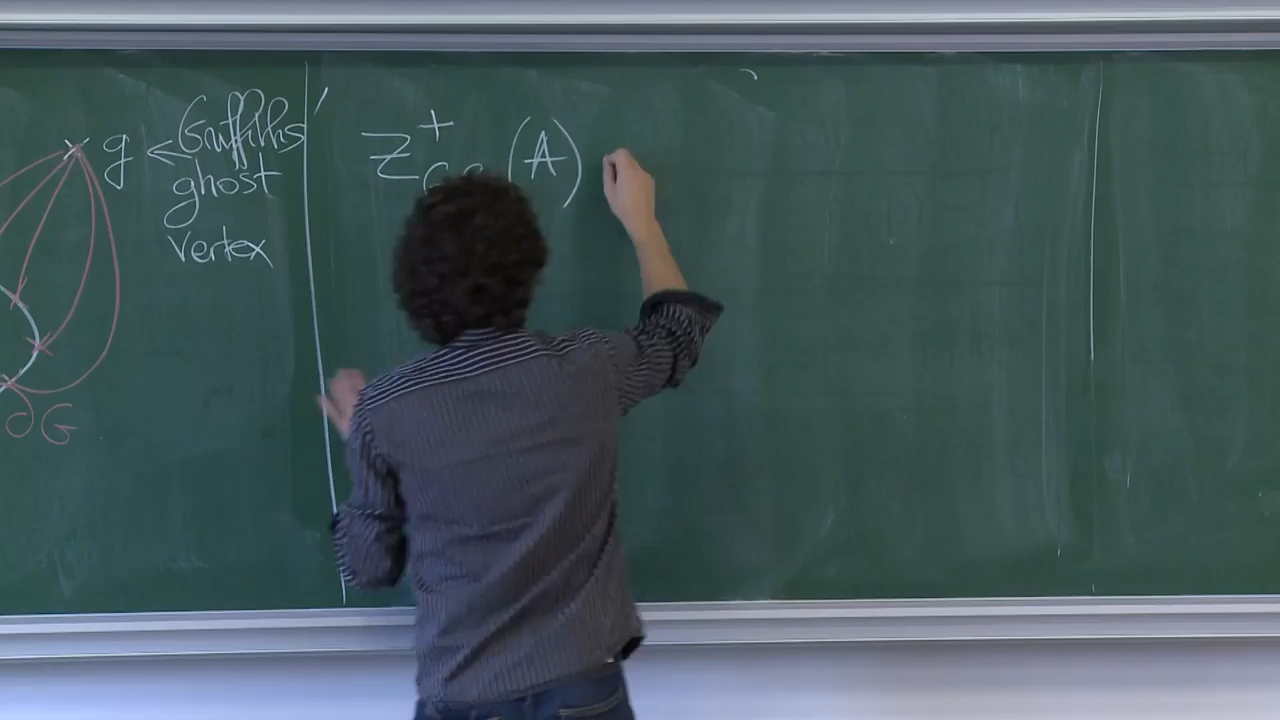 g ← Griffiths'
ghost
vertex
∂G
Z⁺ (A)